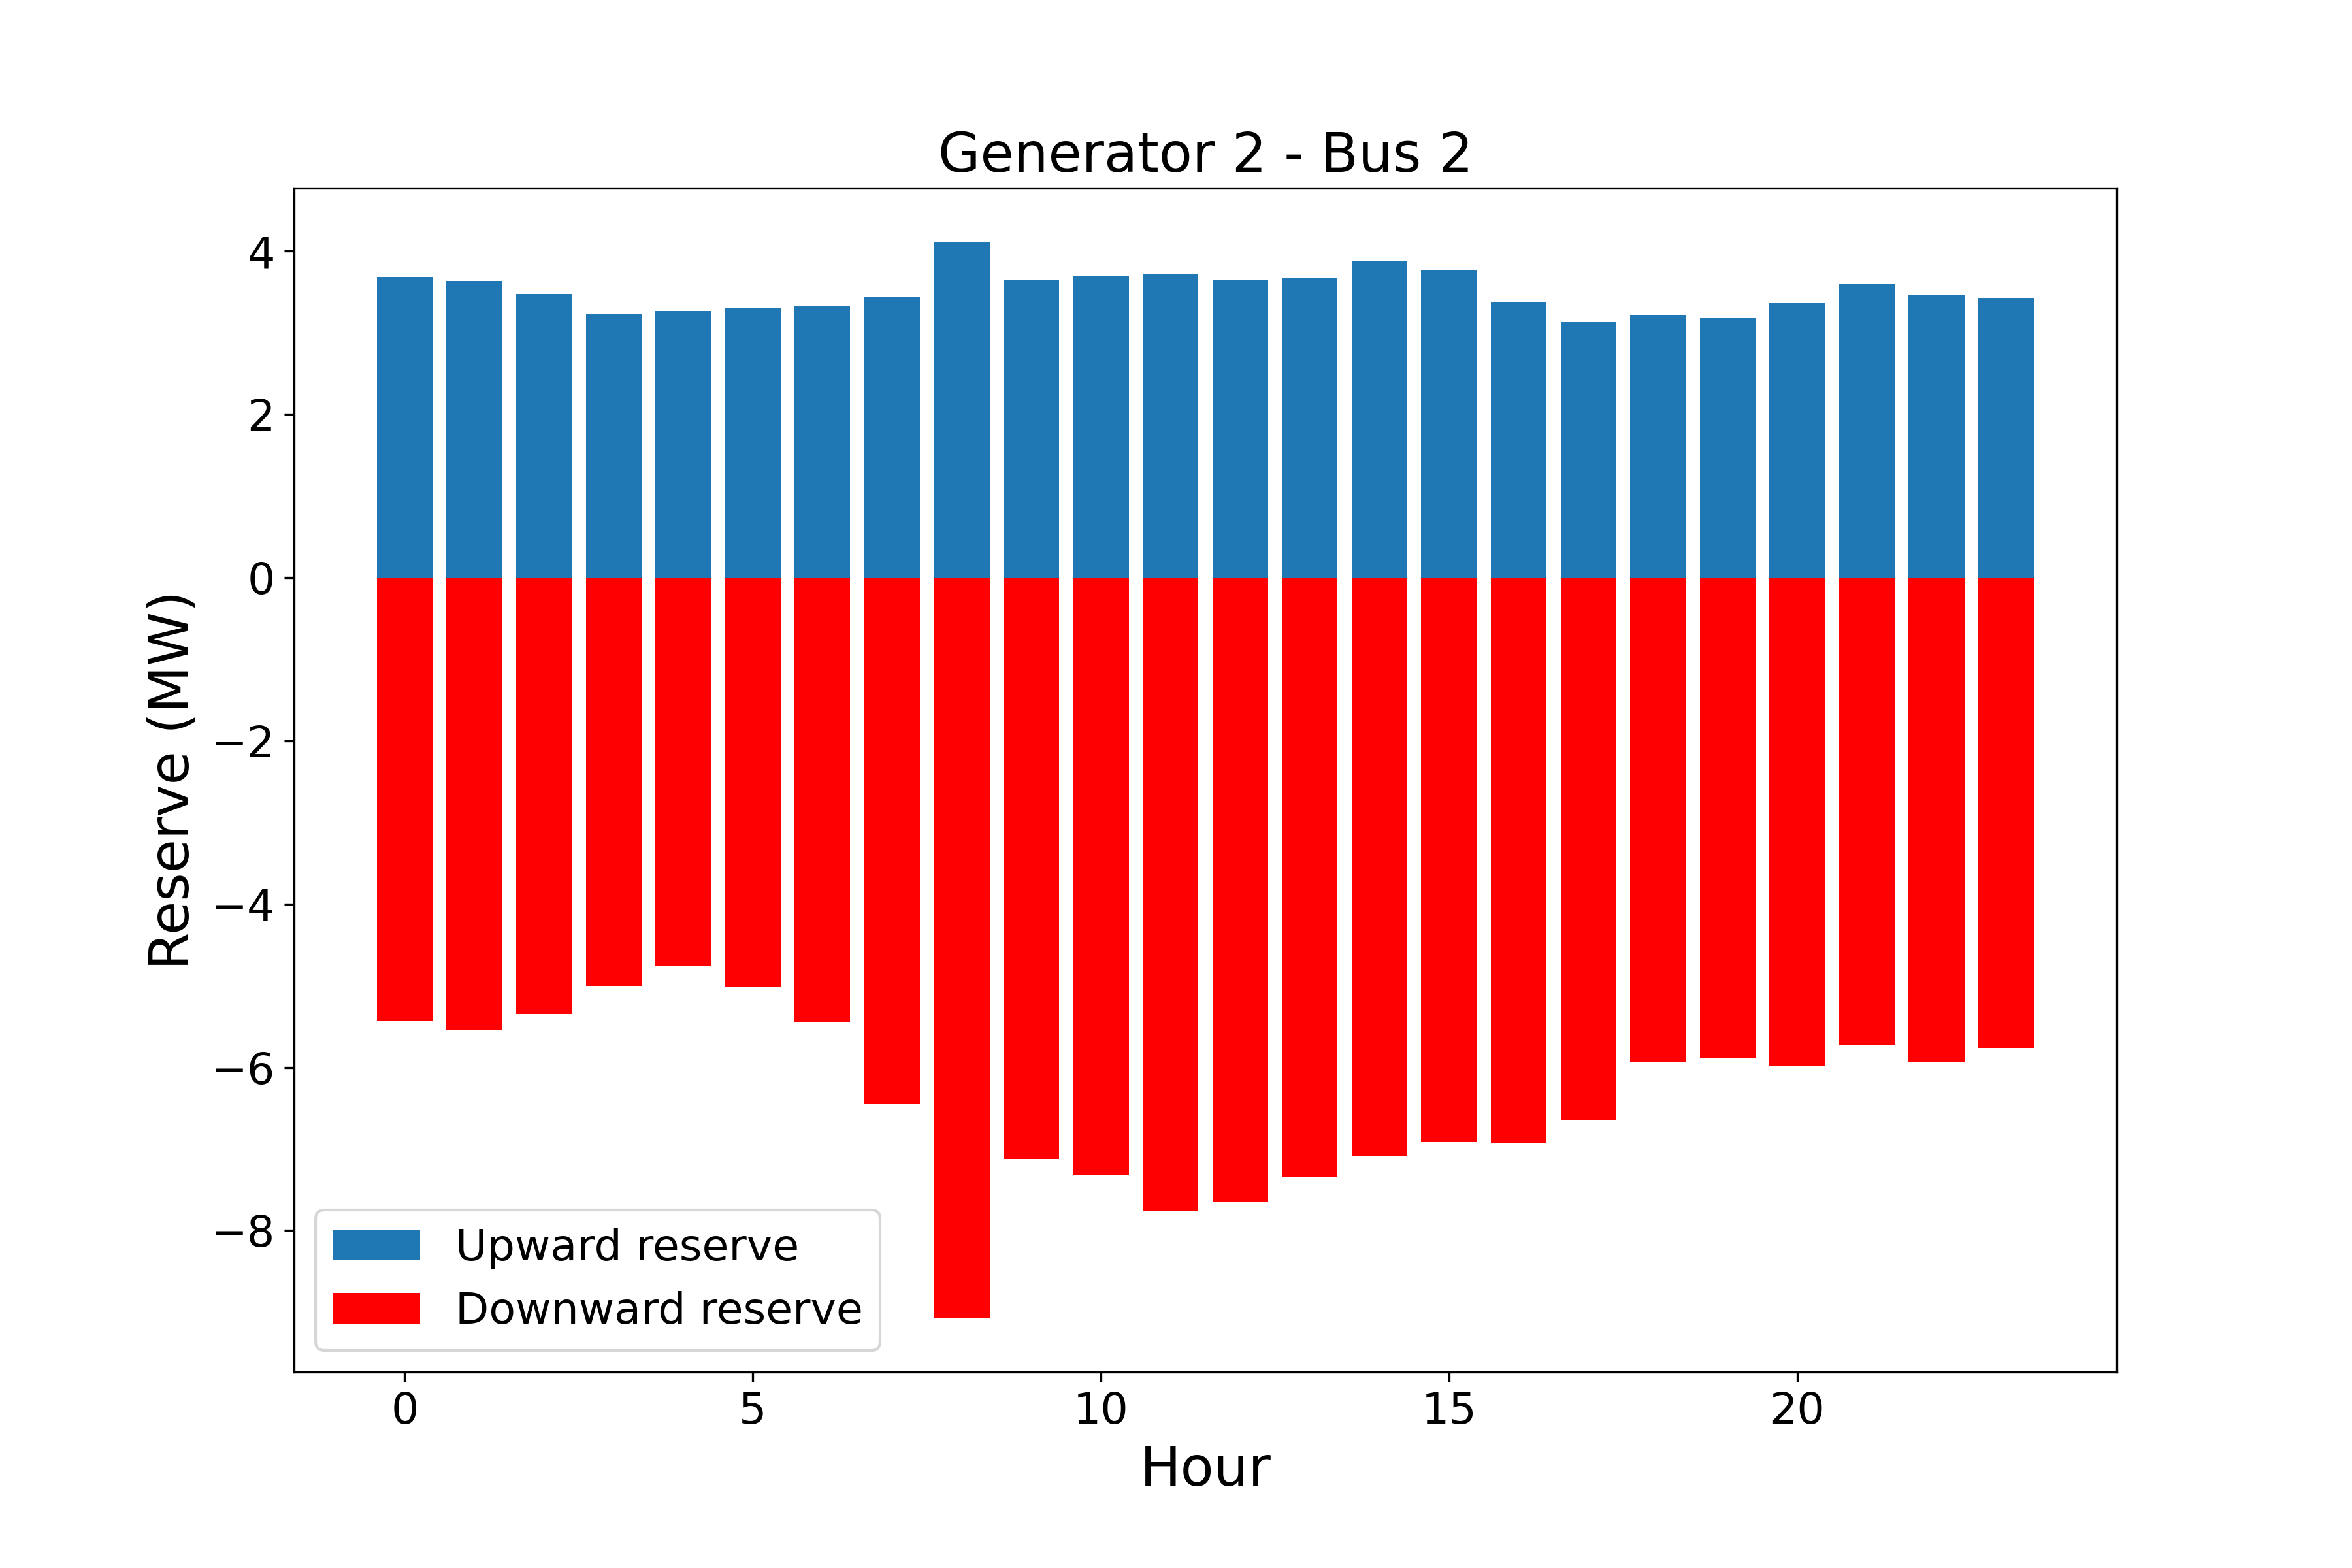 Generator 2 - Bus 2
4
2
0
−2
−4
−6
−8
Reserve (MW)
Upward reserve
Downward reserve
0 5 10 15 20
Hour